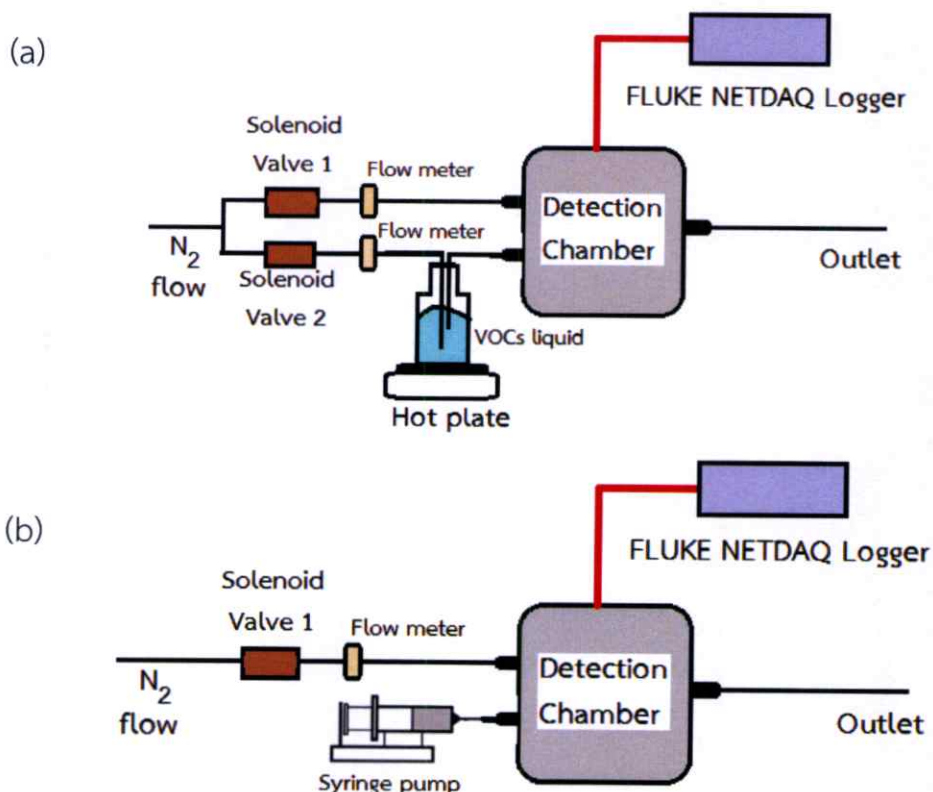 (a)
FLUKE NETDAQ Logger
Solenoid
Valve 1
Flow meter
Detection
Chamber
N2
flow
Flow meter
Solenoid
Valve 2
Outlet
VOCs liquid
Hot plate
(b)
FLUKE NETDAQ Logger
Solenoid
Valve 1
Flow meter
Detection
Chamber
N2
flow
Outlet
Syringe pump